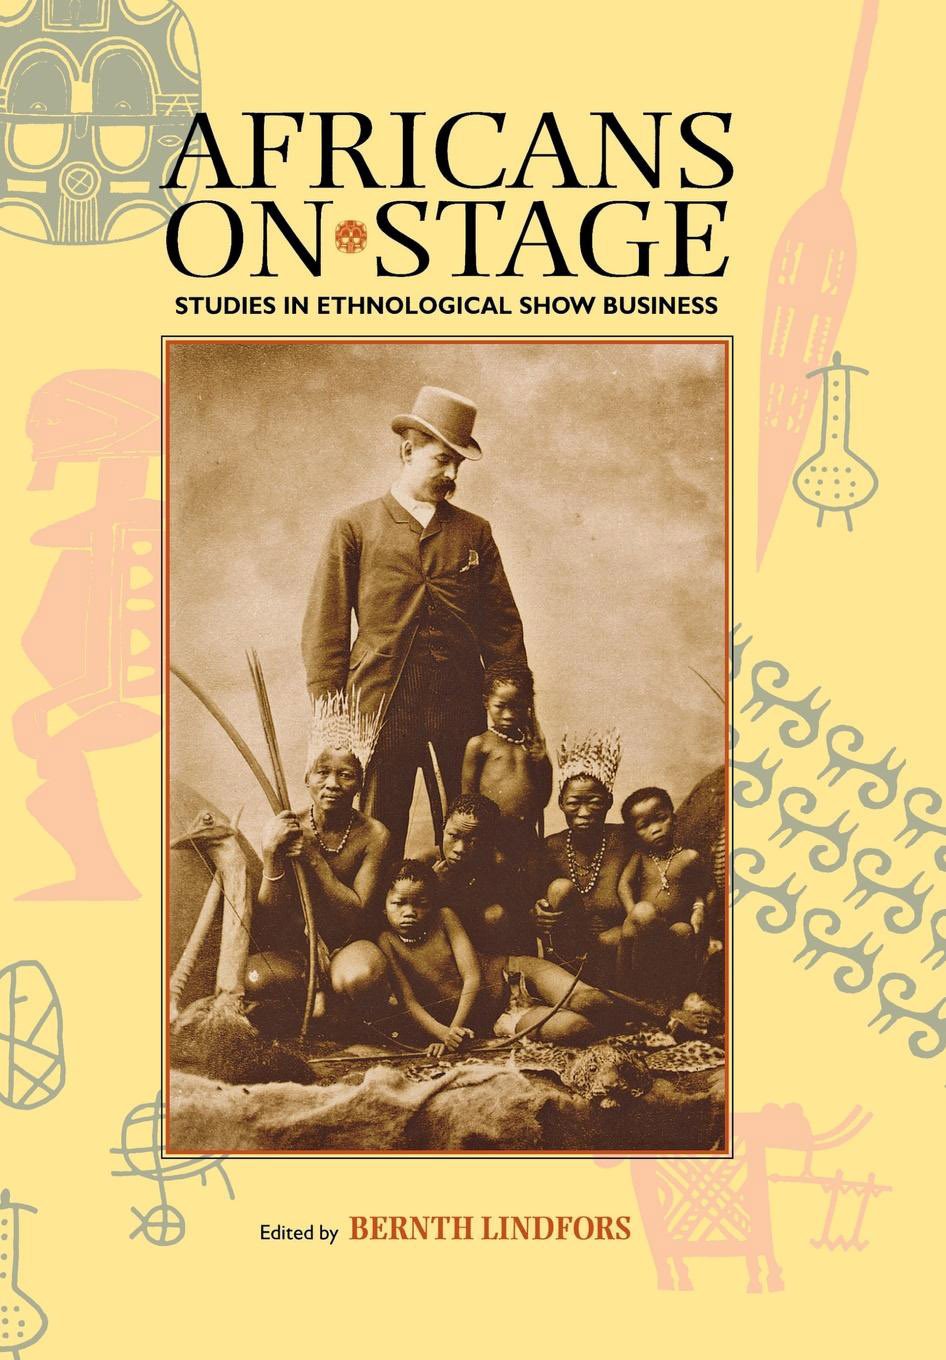 AFRICANS
ON STAGE
STUDIES IN ETHNOLOGICAL SHOW BUSINESS
Edited by BERNTH LINDFORS